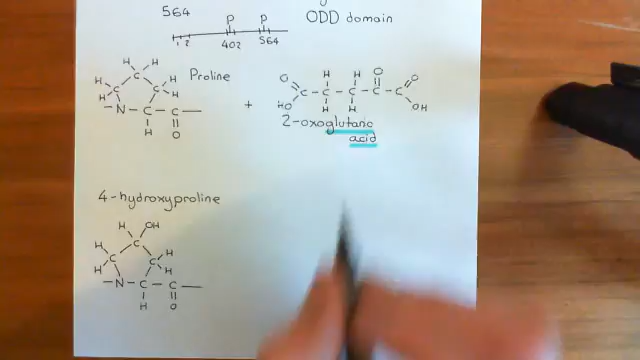 564
ODD domain
P P
1 2 402 564
H H
H H
H C H
C C
H H
N - C - C -
H O
Proline
+
O H H O O
C - C - C - C - C
HO H H OH
2-oxoglutaric
acid
4-hydroxyproline
H OH
H C
C C H
H H
- N - C - C -
H O